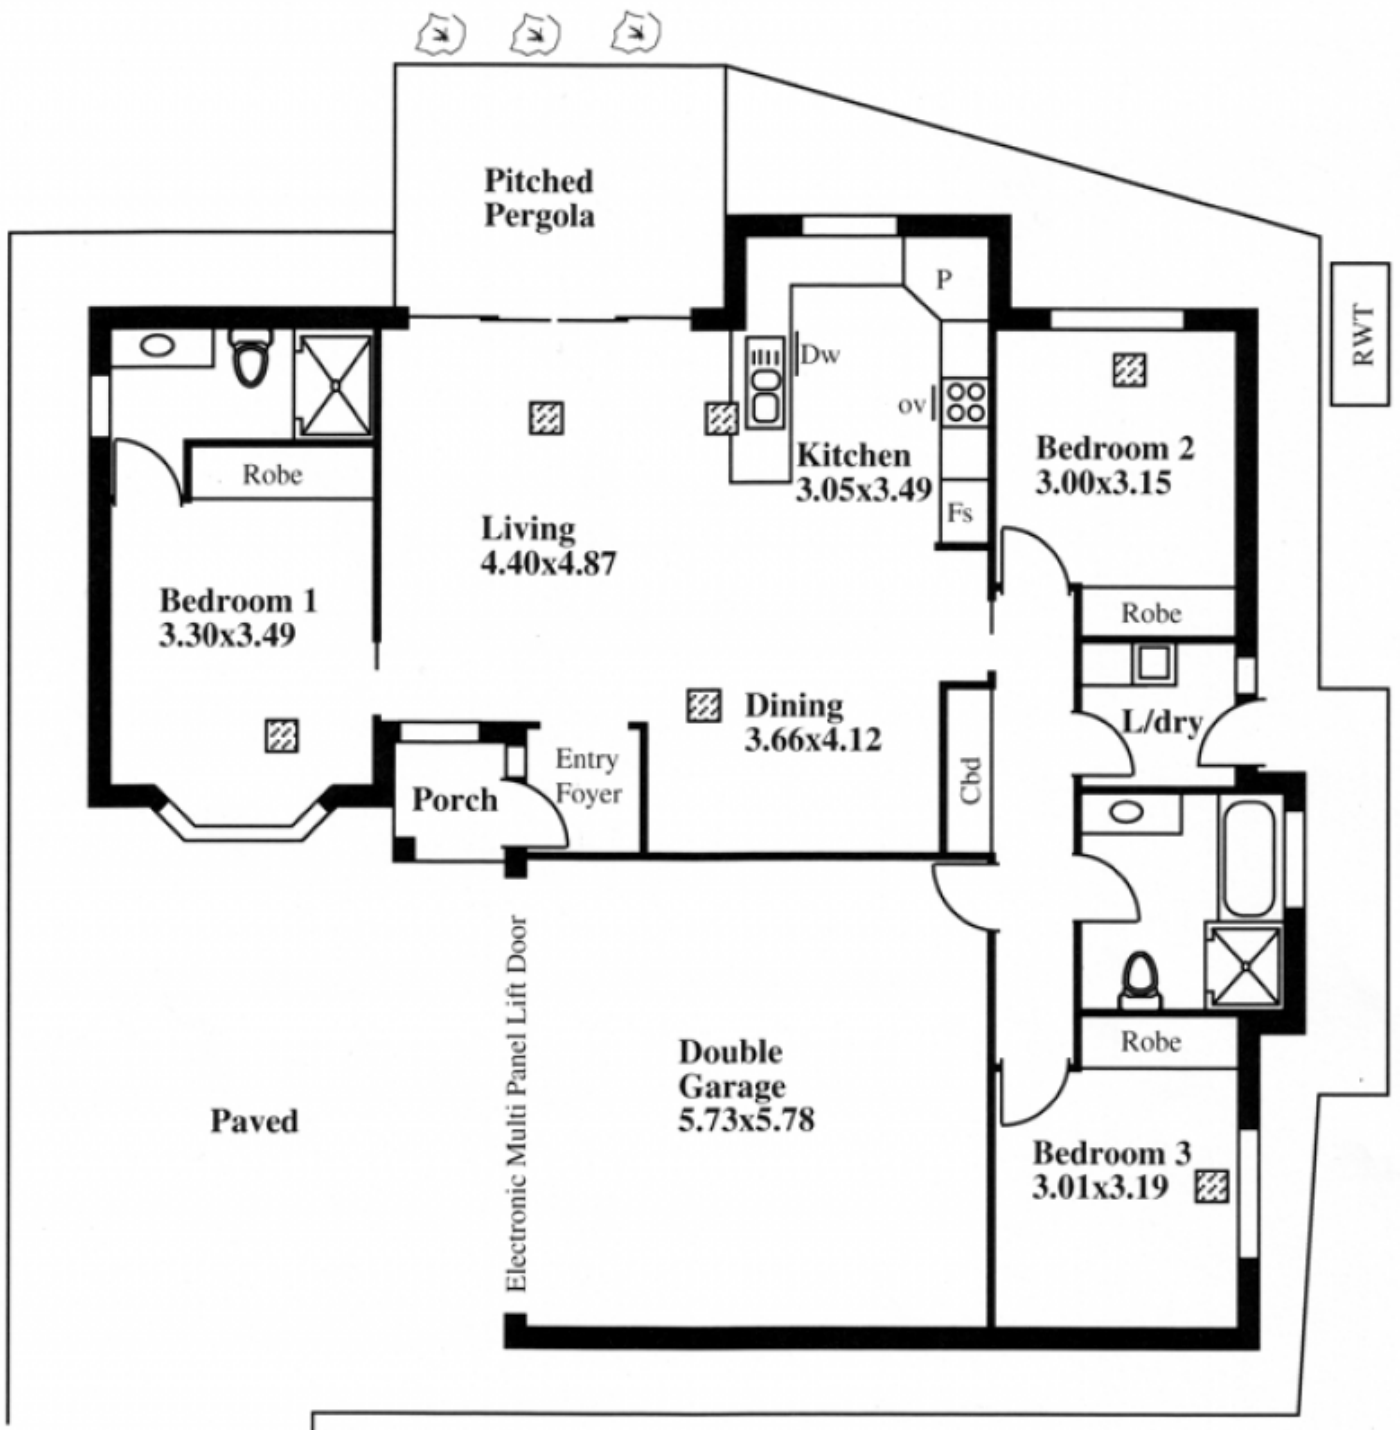 Pitched
Pergola
P
RWT
Dw
ov
Kitchen
3.05x3.49
Bedroom 2
3.00x3.15
Robe
Fs
Living
4.40x4.87
Bedroom 1
3.30x3.49
Robe
L/dry
Dining
3.66x4.12
Entry
Foyer
Cbd
Porch
Electronic Multi Panel Lift Door
Double
Garage
5.73x5.78
Robe
Paved
Bedroom 3
3.01x3.19